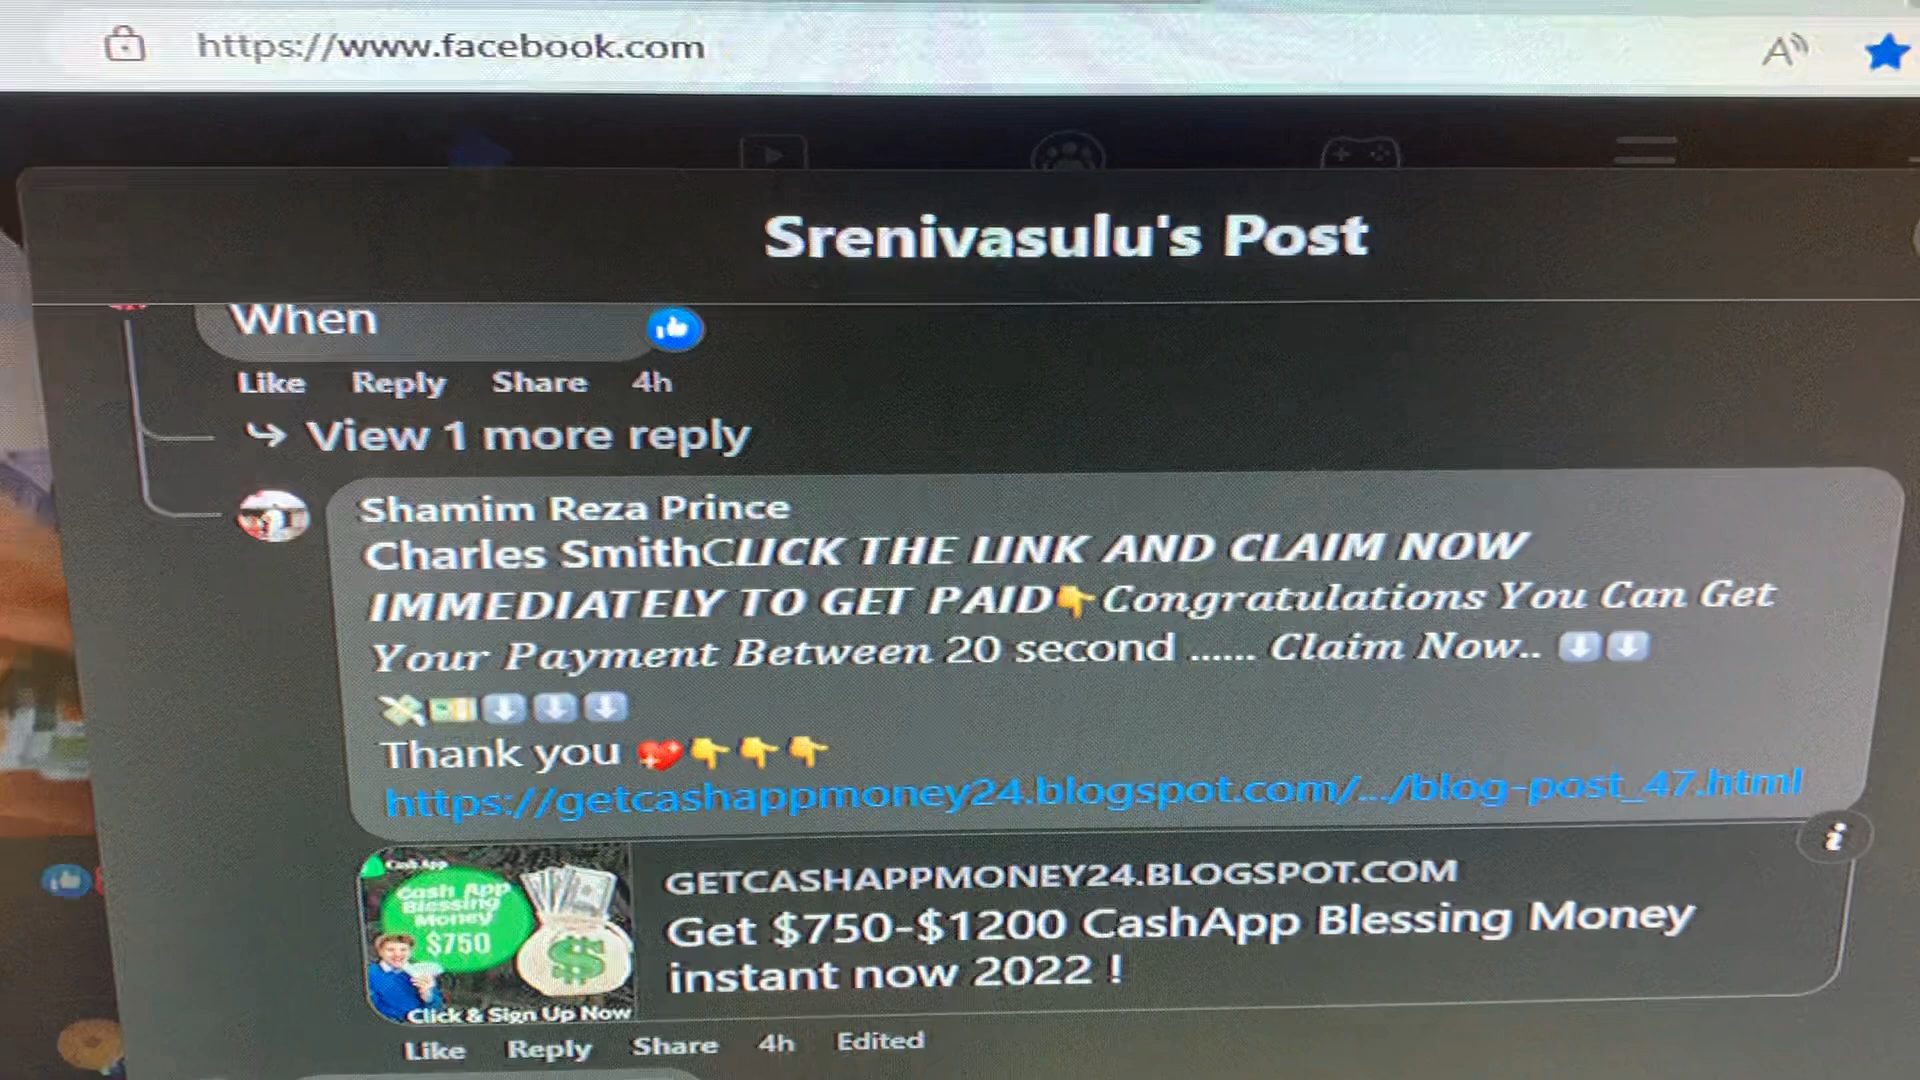 https://www.facebook.com
Srenivasulu's Post
When
Like Reply Share 4h
View 1 more reply
Shamim Reza Prince
Charles SmithCLICK THE LINK AND CLAIM NOW
IMMEDIATELY TO GET PAID👇Congratulations You Can Get
Your Payment Between 20 second ...... Claim Now.. ⬇️⬇️
💸💵⬇️⬇️⬇️
Thank you 💖👇👇👇
https://getcashappmoney24.blogspot.com/.../blog-post_47.html
Cash App
Cash App
Blessing
Money
$750
Click & Sign Up Now
GETCASHAPPMONEY24.BLOGSPOT.COM
Get $750-$1200 CashApp Blessing Money
instant now 2022 !
Like Reply Share 4h Edited